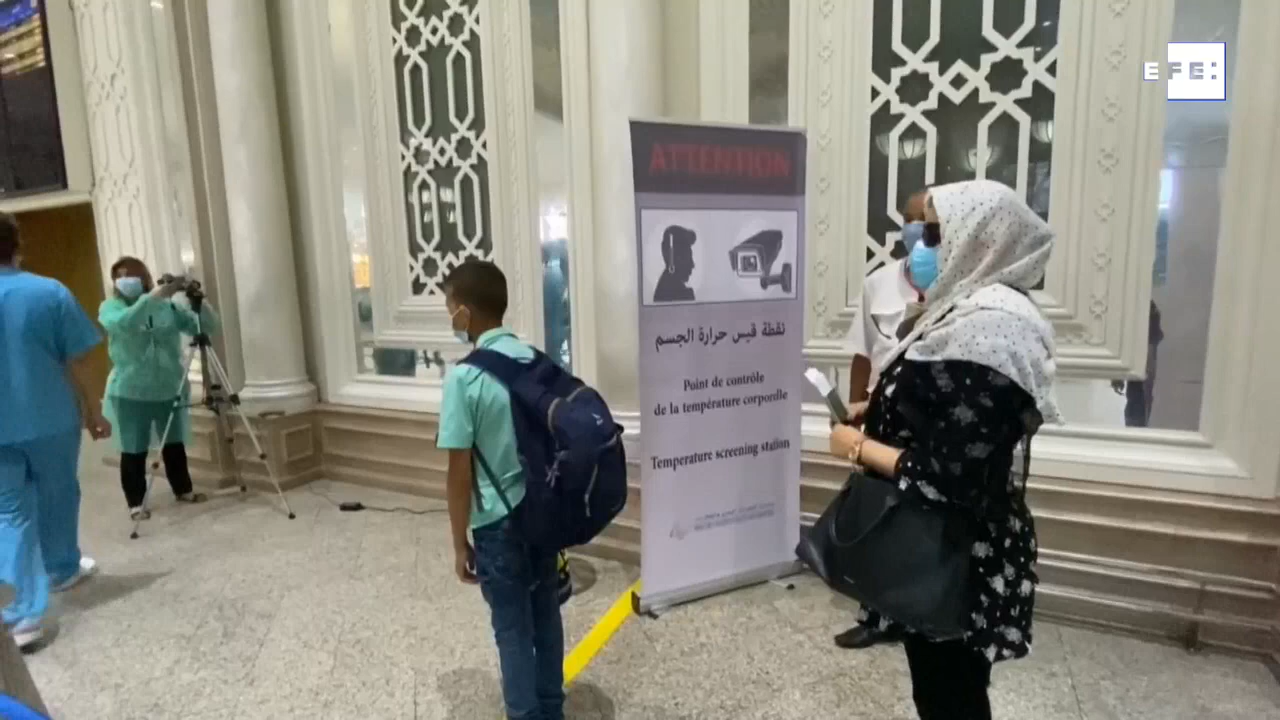 EFE:
ATTENTION
نقطة قيس حرارة الجسم
Point de contrôle
de la température corporelle
Temperature screening station